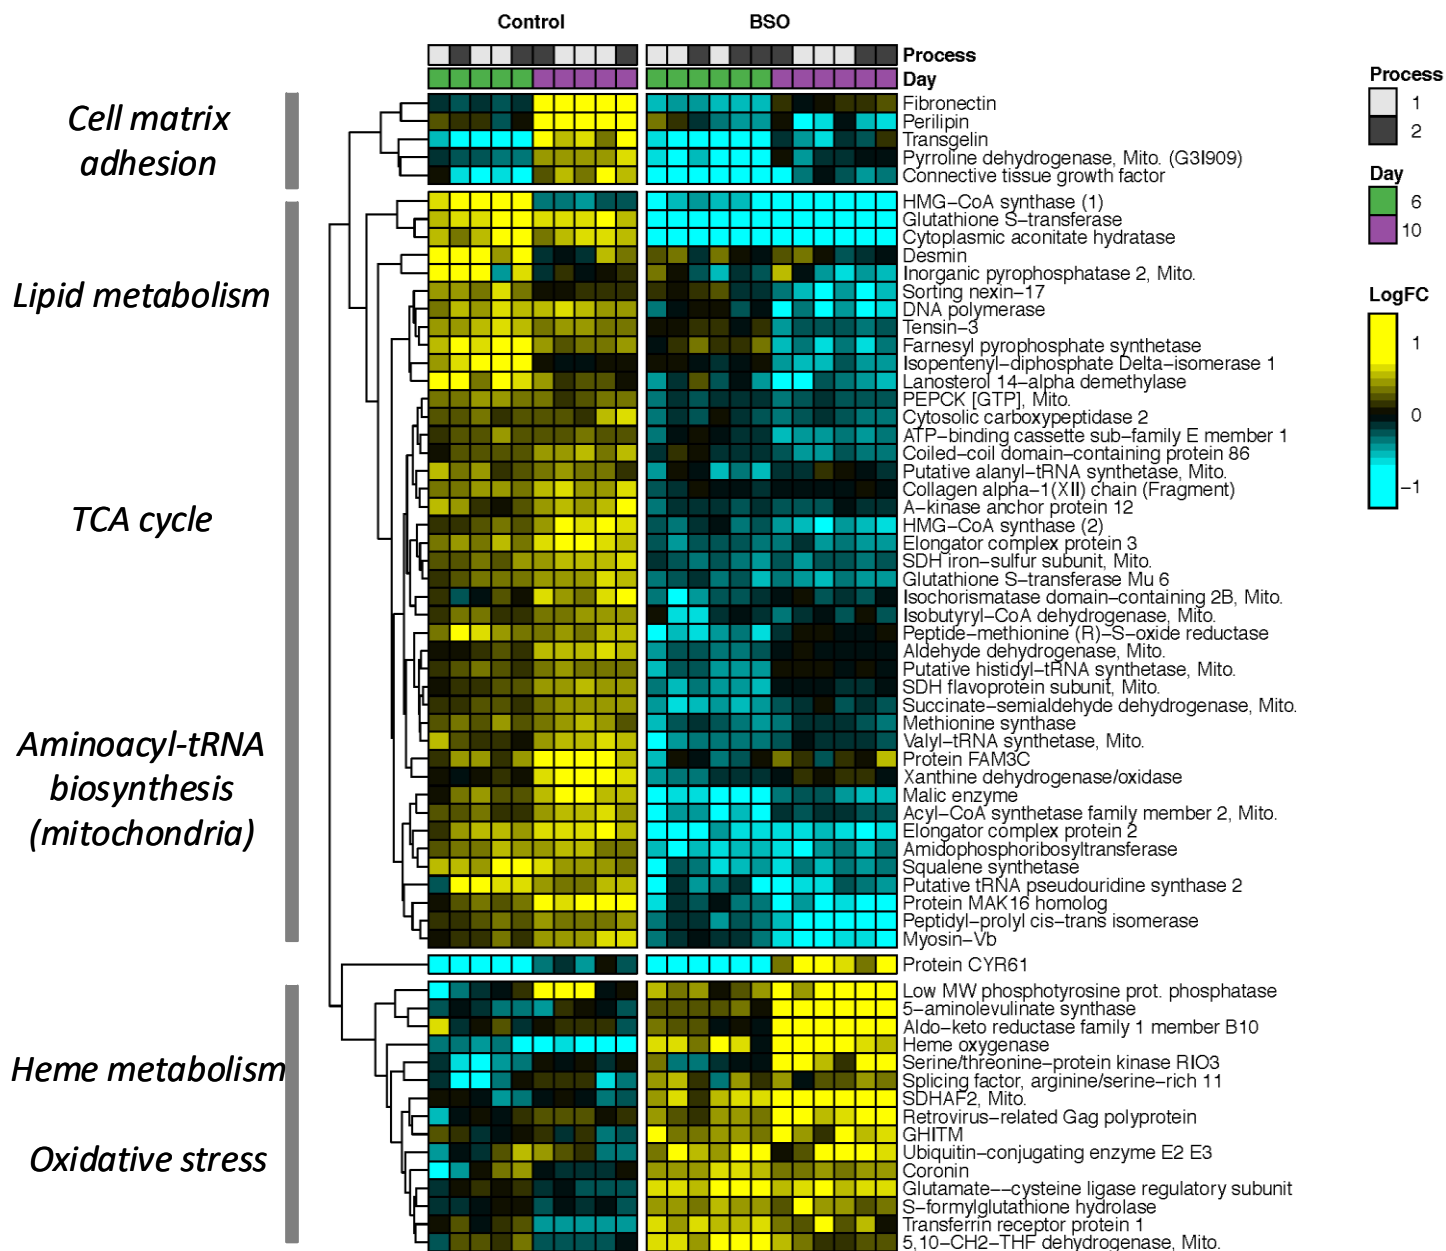 Control
BSO
Process
Day
Cell matrix
adhesion
Lipid metabolism
TCA cycle
Aminoacyl-tRNA
biosynthesis
(mitochondria)
Heme metabolism
Oxidative stress
Fibronectin
Perilipin
Transgelin
Pyrroline dehydrogenase, Mito. (G3I909)
Connective tissue growth factor
HMG−CoA synthase (1)
Glutathione S−transferase
Cytoplasmic aconitate hydratase
Desmin
Inorganic pyrophosphatase 2, Mito.
Sorting nexin−17
DNA polymerase
Tensin−3
Farnesyl pyrophosphate synthetase
Isopentenyl−diphosphate Delta−isomerase 1
Lanosterol 14−alpha demethylase
PEPCK [GTP], Mito.
Cytosolic carboxypeptidase 2
ATP−binding cassette sub−family E member 1
Coiled−coil domain−containing protein 86
Putative alanyl−tRNA synthetase, Mito.
Collagen alpha−1(XII) chain (Fragment)
A−kinase anchor protein 12
HMG−CoA synthase (2)
Elongator complex protein 3
SDH iron−sulfur subunit, Mito.
Glutathione S−transferase Mu 6
Isochorismatase domain−containing 2B, Mito.
Isobutyryl−CoA dehydrogenase, Mito.
Peptide−methionine (R)−S−oxide reductase
Aldehyde dehydrogenase, Mito.
Putative histidyl−tRNA synthetase, Mito.
SDH flavoprotein subunit, Mito.
Succinate−semialdehyde dehydrogenase, Mito.
Methionine synthase
Valyl−tRNA synthetase, Mito.
Protein FAM3C
Xanthine dehydrogenase/oxidase
Malic enzyme
Acyl−CoA synthetase family member 2, Mito.
Elongator complex protein 2
Amidophosphoribosyltransferase
Squalene synthetase
Putative tRNA pseudouridine synthase 2
Protein MAK16 homolog
Peptidyl−prolyl cis−trans isomerase
Myosin−Vb
Protein CYR61
Low MW phosphotyrosine prot. phosphatase
5−aminolevulinate synthase
Aldo−keto reductase family 1 member B10
Heme oxygenase
Serine/threonine−protein kinase RIO3
Splicing factor, arginine/serine−rich 11
SDHAF2, Mito.
Retrovirus−related Gag polyprotein
GHITM
Ubiquitin−conjugating enzyme E2 E3
Coronin
Glutamate−−cysteine ligase regulatory subunit
S−formylglutathione hydrolase
Transferrin receptor protein 1
5,10−CH2−THF dehydrogenase, Mito.
Process
1
2
Day
6
10
LogFC
1
0
−1